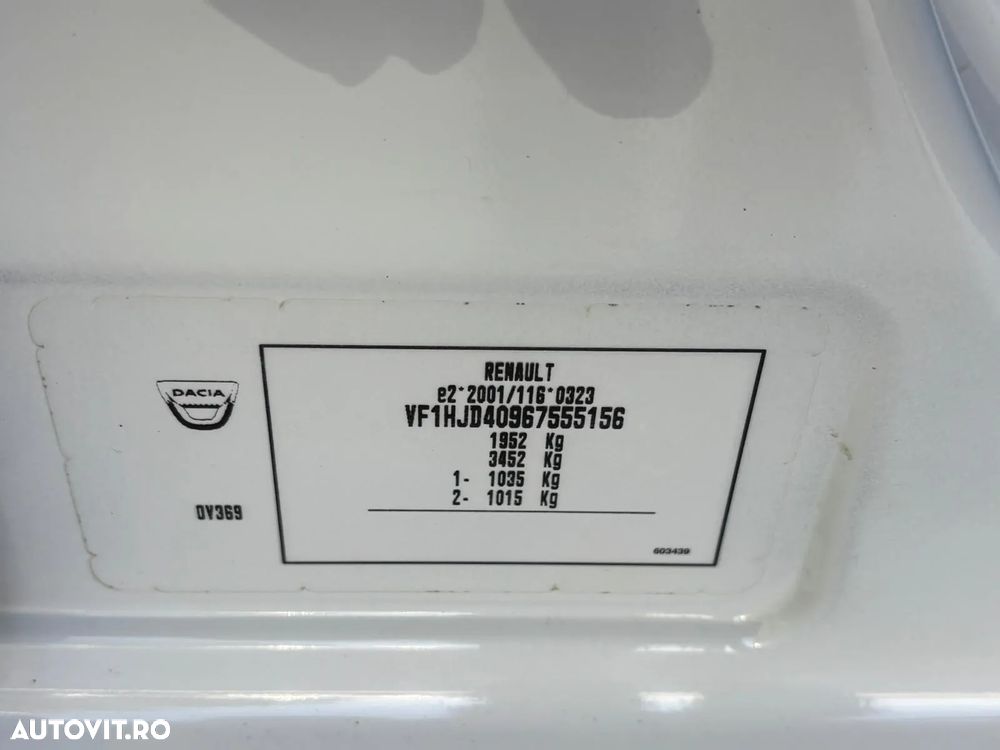 DACIA
RENAULT
e2*2001/116*0323
VF1HJD40967555156
1952 Kg
3452 Kg
1- 1035 Kg
2- 1015 Kg
OV369
603439
AUTOVIT.RO